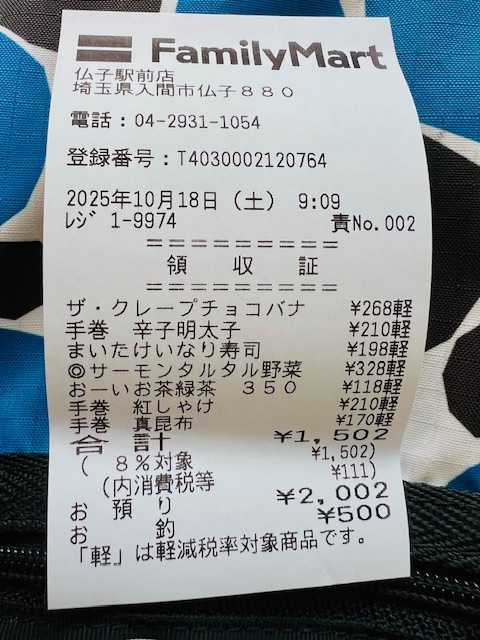 FamilyMart
仏子駅前店
埼玉県入間市仏子880
電話：04-2931-1054
登録番号：T4030002120764
2025年10月18日（土） 9:09
ﾚｼﾞ 1-9974 責No.002
＝＝＝＝＝＝＝＝＝
領 収 証
＝＝＝＝＝＝＝＝＝
ザ・クレープチョコバナ ¥268軽
手巻 辛子明太子 ¥210軽
まいたけいなり寿司 ¥198軽
◎サーモンタルタル野菜 ¥328軽
おーいお茶緑茶 350 ¥118軽
手巻 紅しゃけ ¥210軽
手巻 真昆布 ¥170軽
合 計 ¥1,502
（ 8％対象 ¥1,502）
（内消費税等 ¥111）
お預り ¥2,002
お釣 ¥500
「軽」は軽減税率対象商品です。